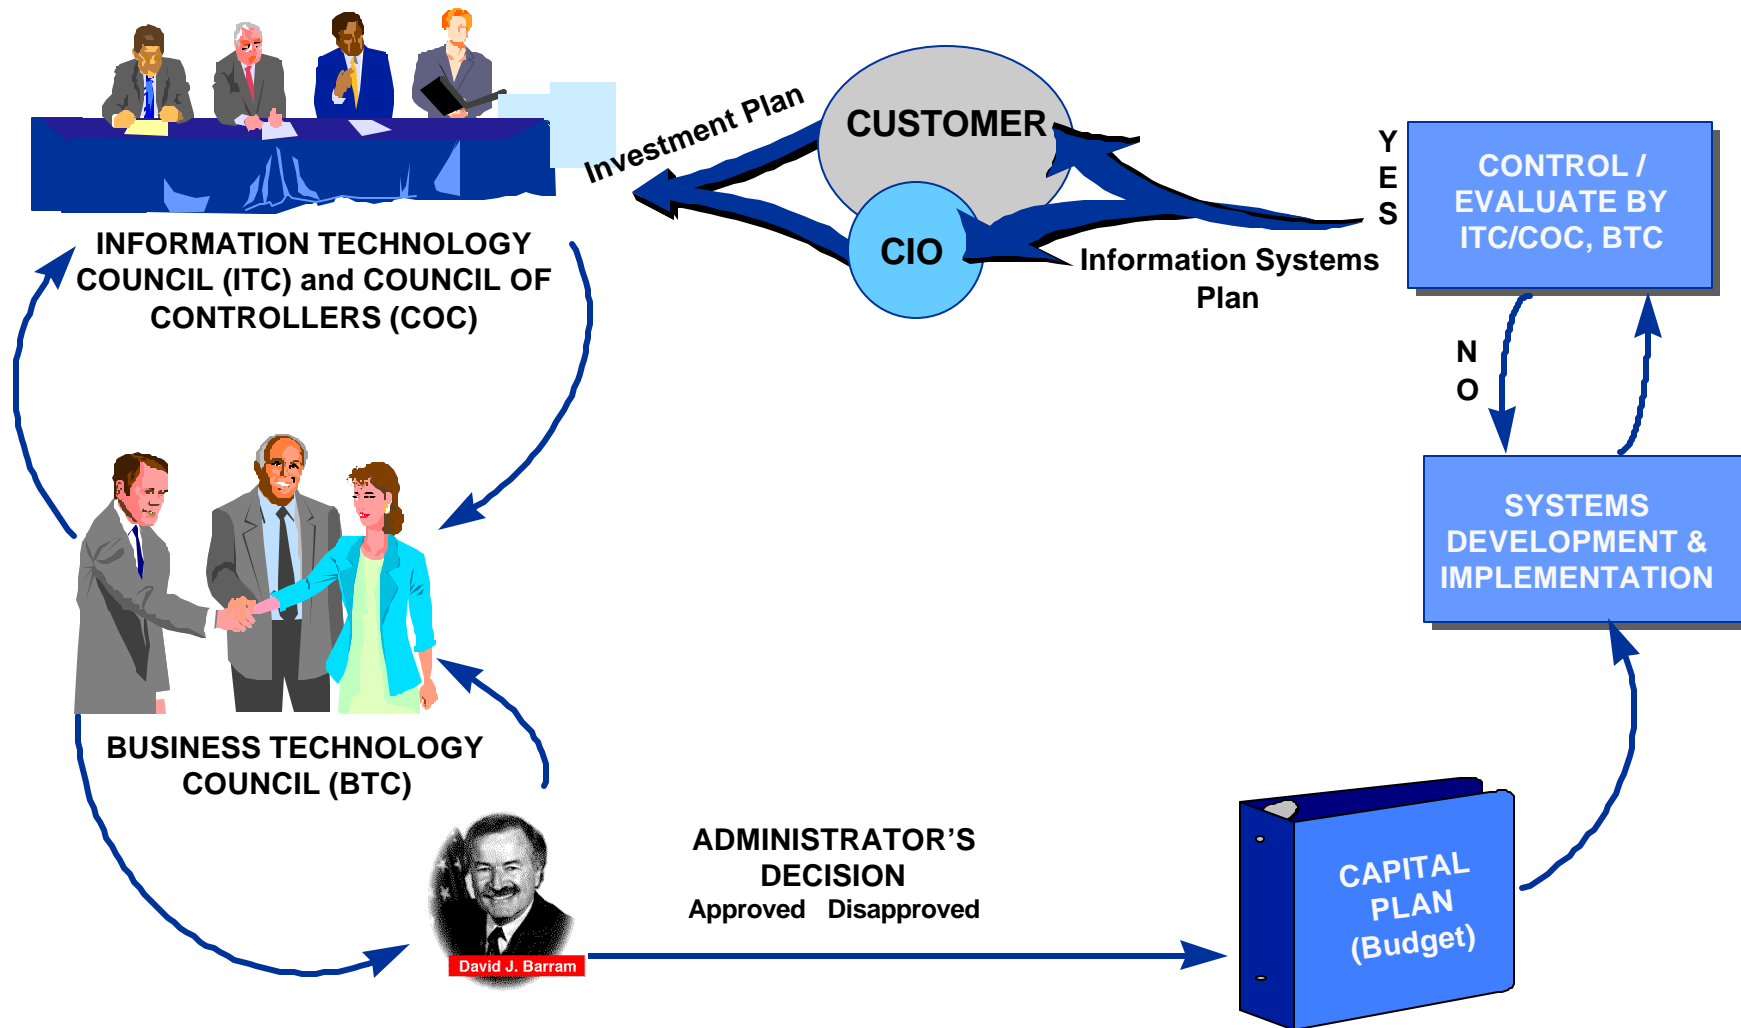 Investment Plan
CUSTOMER
CIO
Information Systems
Plan
YES
CONTROL /
EVALUATE BY
ITC/COC, BTC
INFORMATION TECHNOLOGY
COUNCIL (ITC) and COUNCIL OF
CONTROLLERS (COC)
NO
SYSTEMS
DEVELOPMENT &
IMPLEMENTATION
BUSINESS TECHNOLOGY
COUNCIL (BTC)
David J. Barram
ADMINISTRATOR’S
DECISION
Approved Disapproved
CAPITAL
PLAN
(Budget)